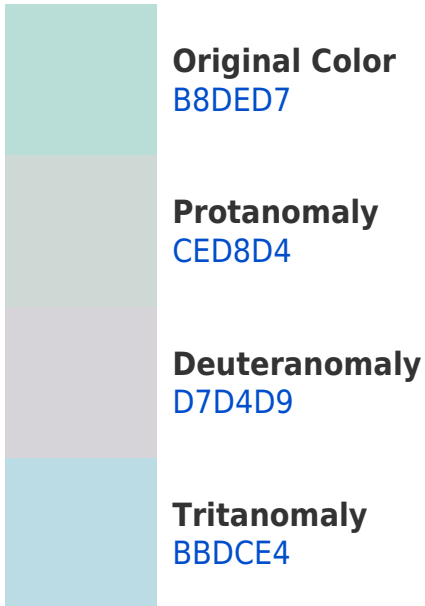 Original Color
B8DED7
Protanomaly
CED8D4
Deuteranomaly
D7D4D9
Tritanomaly
BBDCE4